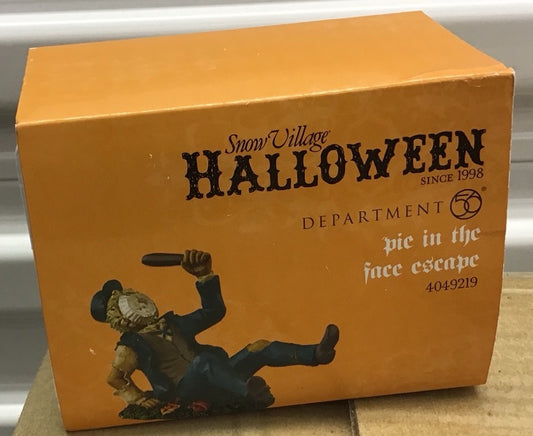 Snow Village
HALLOWEEN
SINCE 1998
DEPARTMENT 56®
pie in the
face escape
4049219